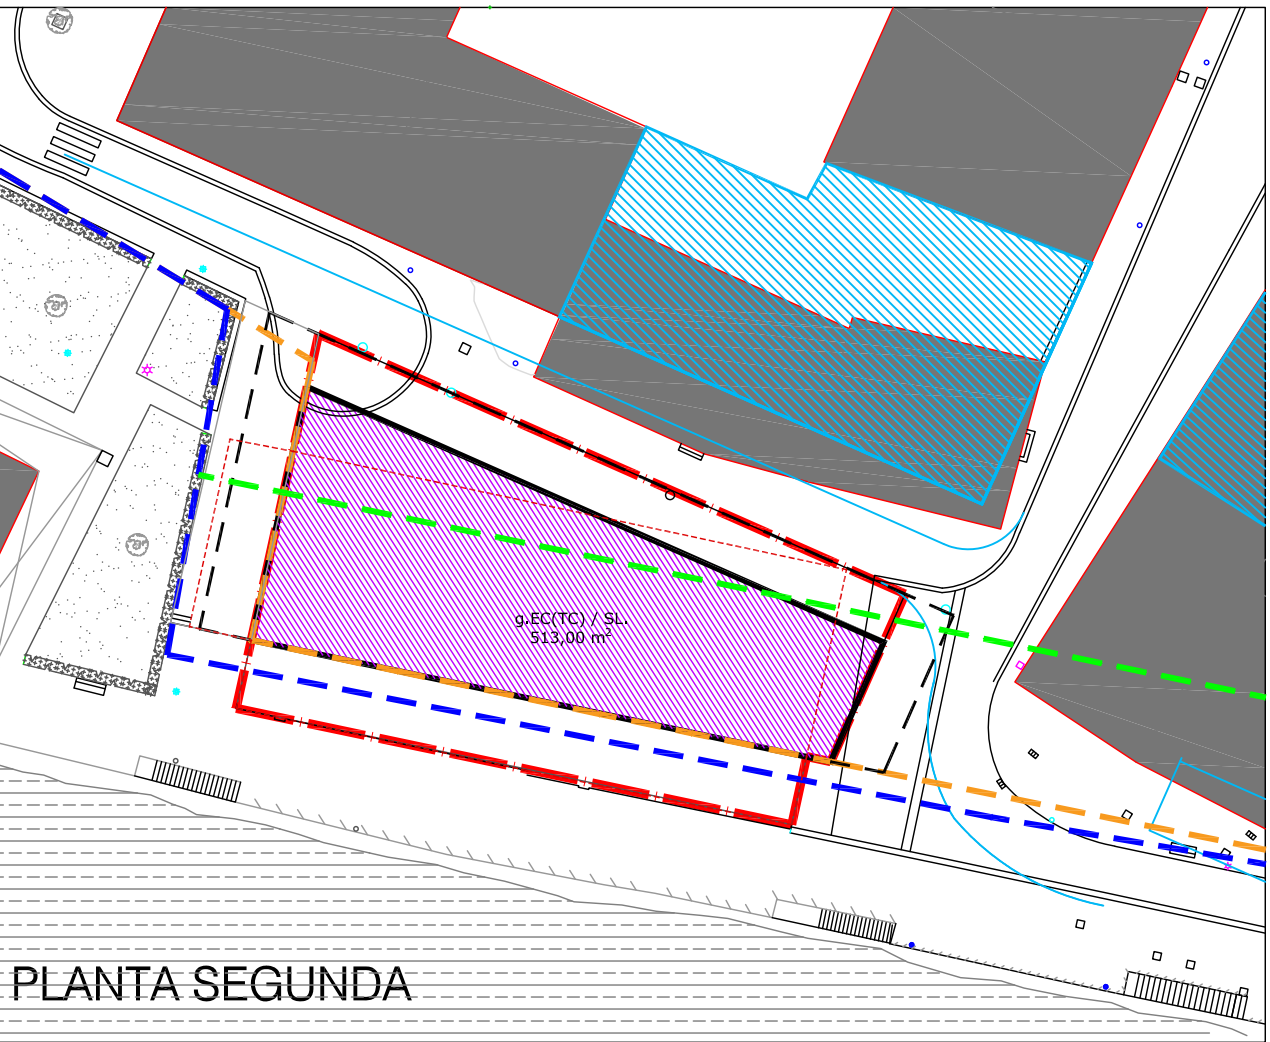 g.EC(TC) / SL.
513,00 m²
PLANTA SEGUNDA